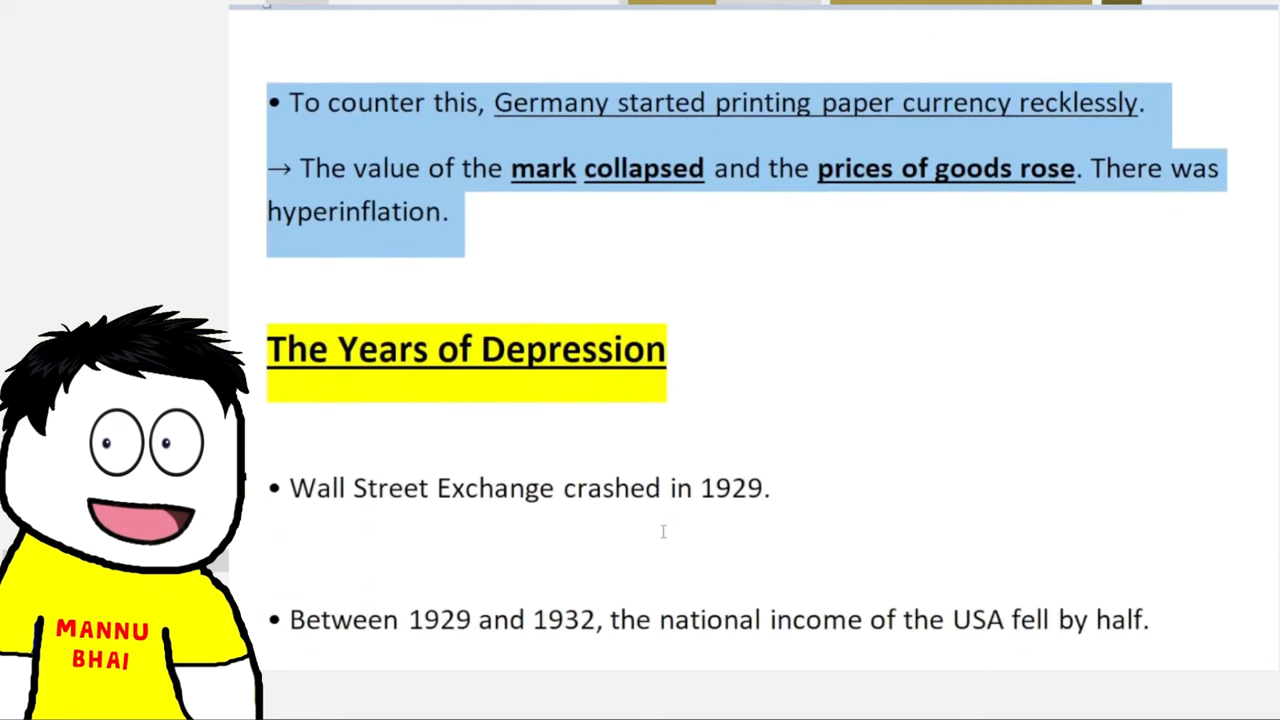 • To counter this, Germany started printing paper currency recklessly.
→ The value of the mark collapsed and the prices of goods rose. There was
hyperinflation.
The Years of Depression
• Wall Street Exchange crashed in 1929.
• Between 1929 and 1932, the national income of the USA fell by half.
MANNU
BHAI